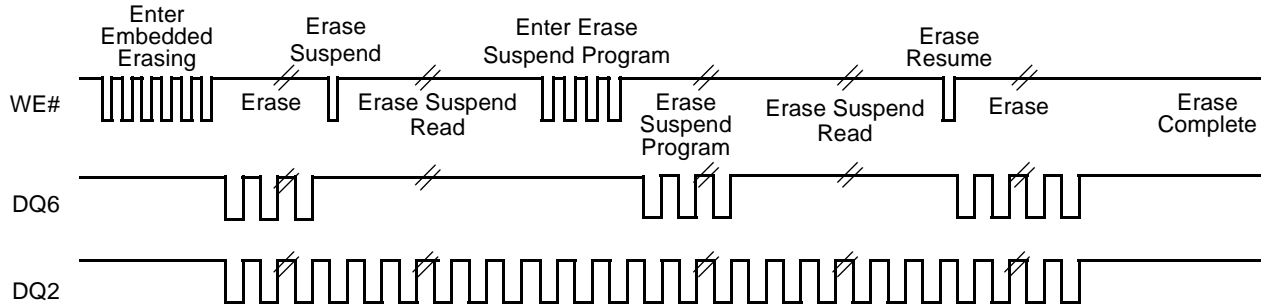 Enter
Embedded
Erasing
Erase
Suspend
Enter Erase
Suspend Program
Erase
Resume
WE#
Erase
Erase Suspend
Read
Erase
Suspend
Program
Erase Suspend
Read
Erase
Erase
Complete
DQ6
DQ2